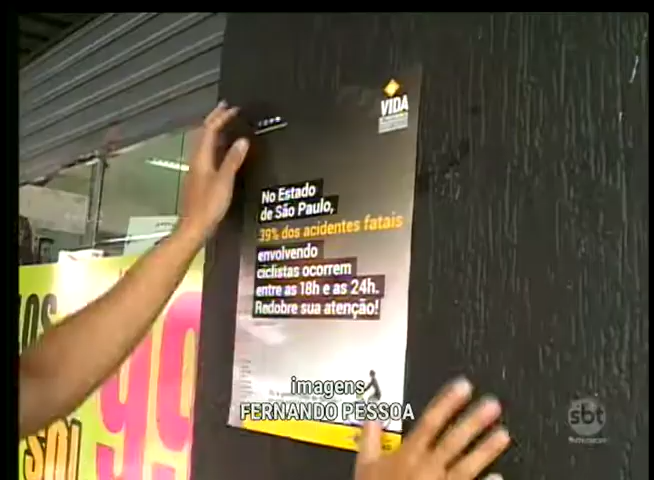 VIDA
No Estado
de São Paulo,
39% dos acidentes fatais
envolvendo
ciclistas ocorrem
entre as 18h e as 24h.
Redobre sua atenção!
99
imagens
FERNANDO PESSOA
sbt